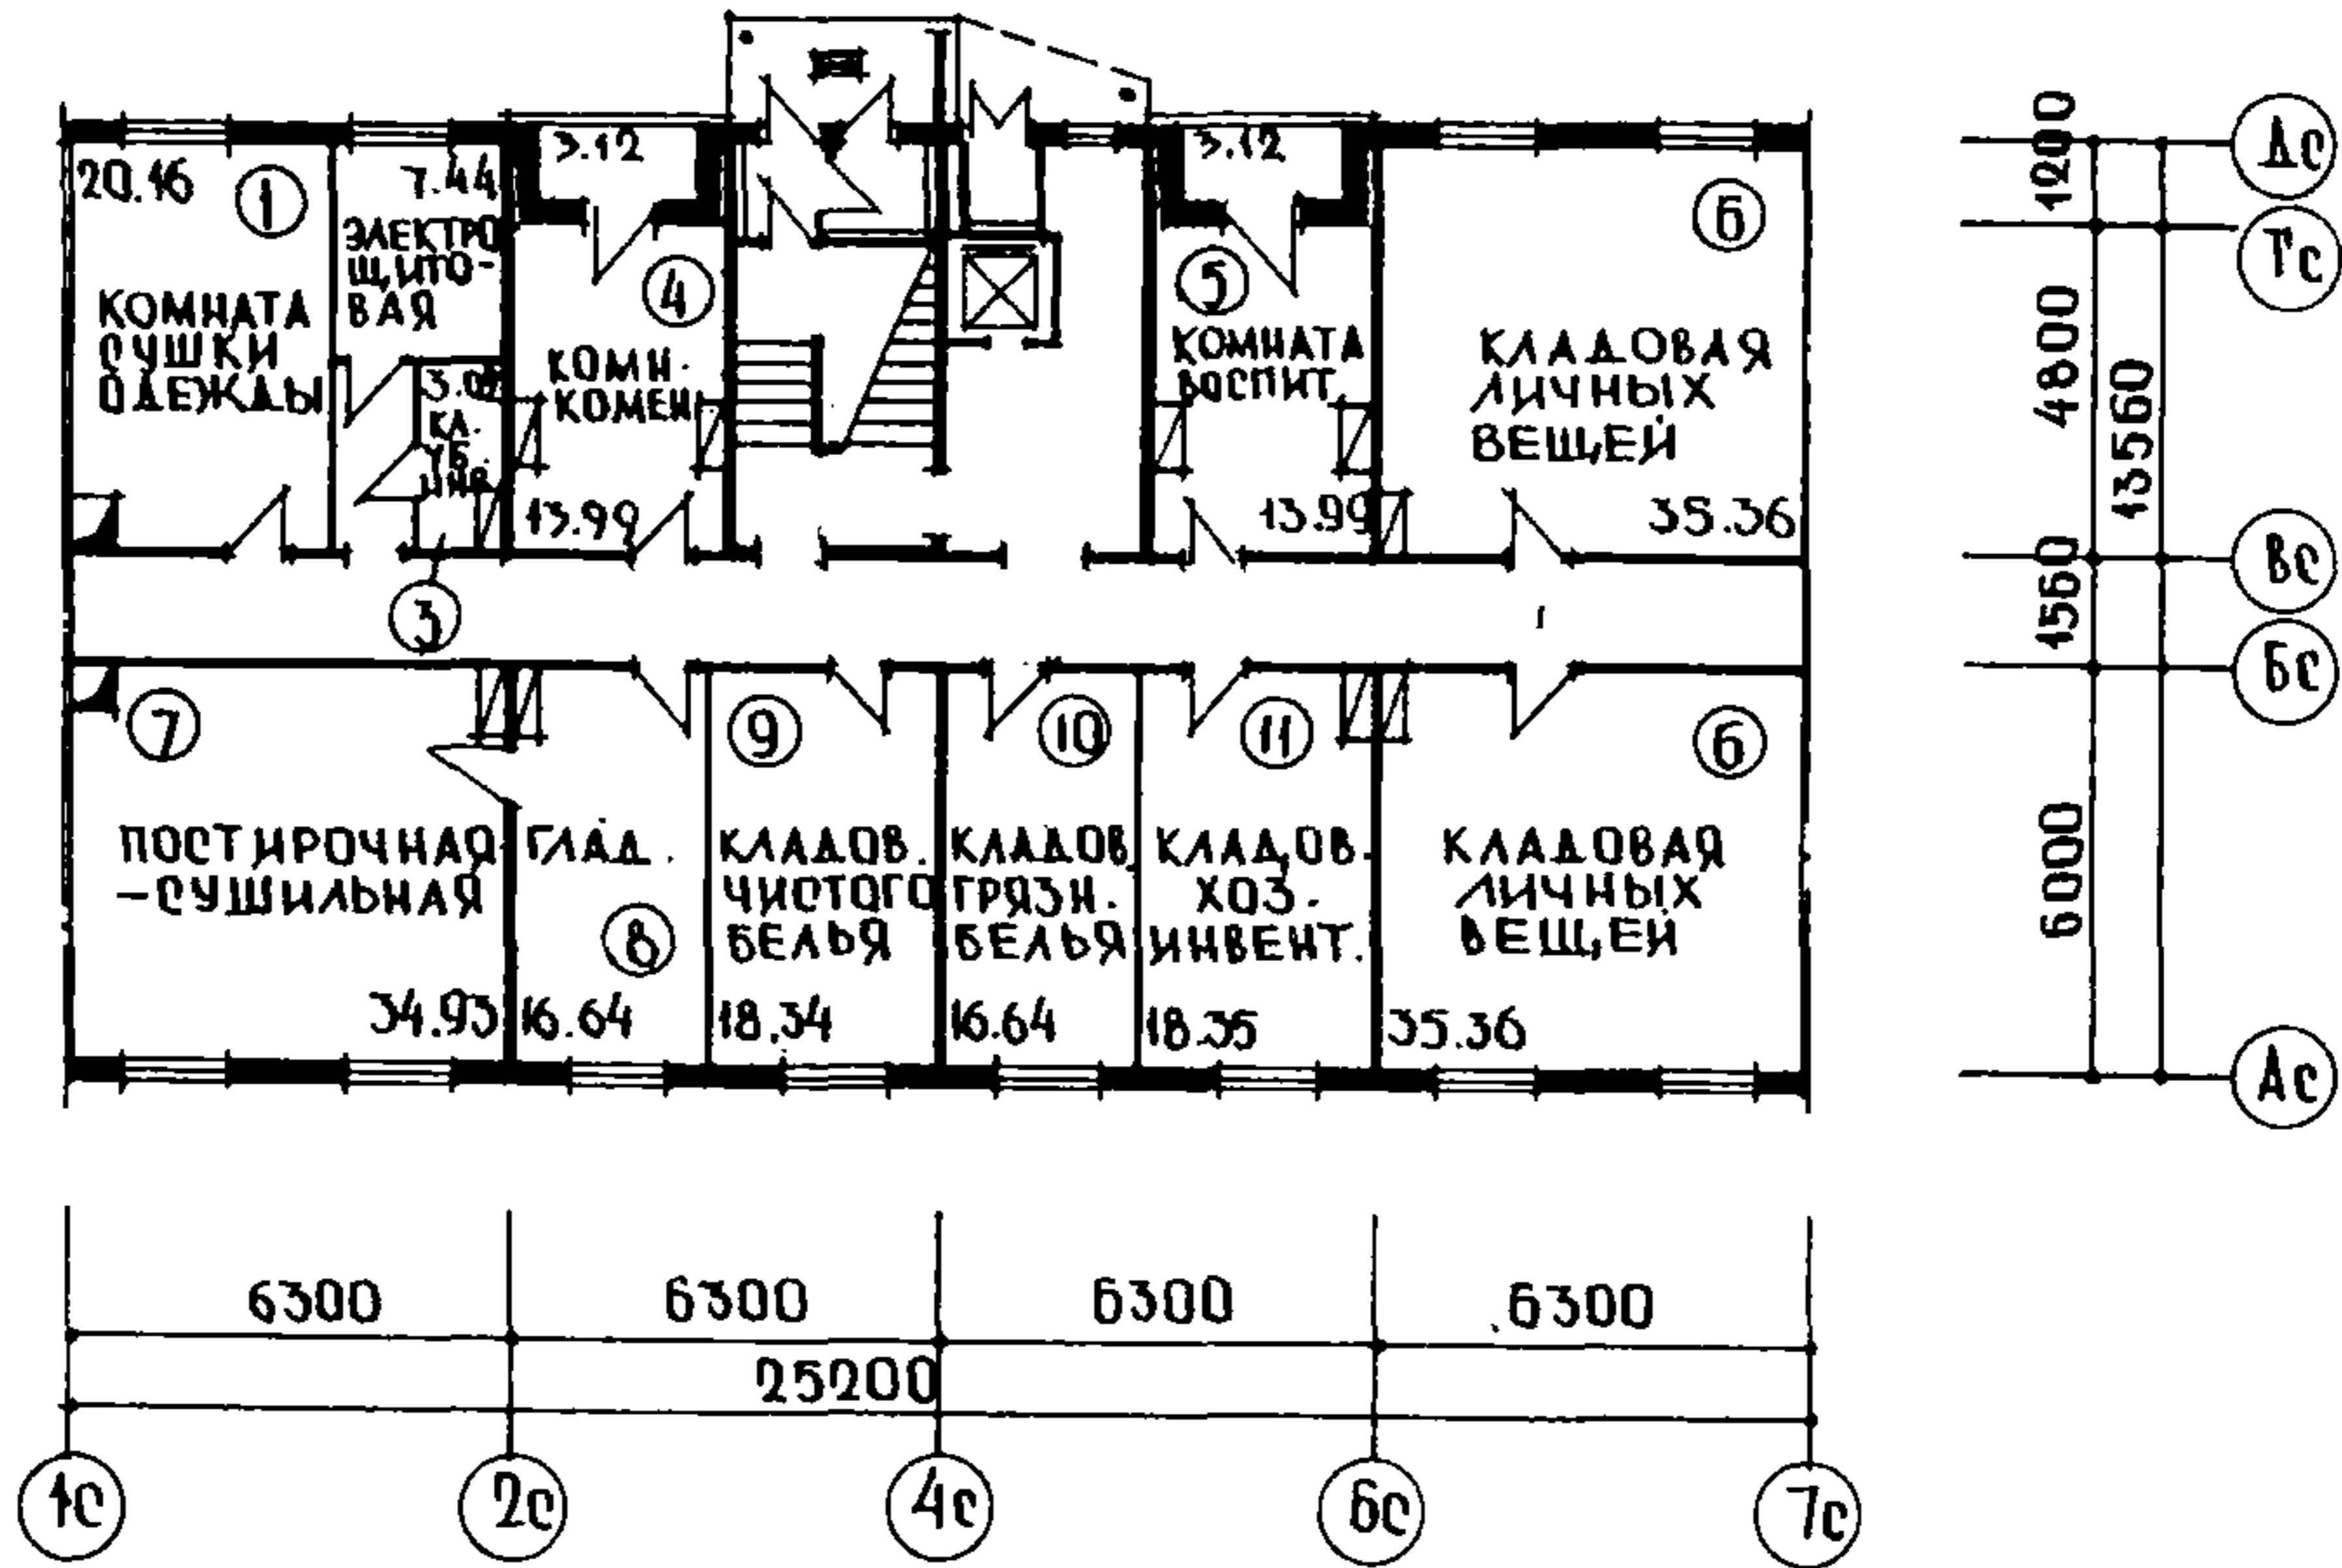 20.16
1
КОМНАТА
СУШКИ
ОДЕЖДЫ
7.44
ЭЛЕКТРО
ЩИТО-
ВАЯ
КЛ.
УБ.
ИНВ.
3
3.12
4
КОМН.
КОМЕН
13.99
3.12
5
КОМНАТА
ВОСПИТ.
13.99
6
КЛАДОВАЯ
ЛИЧНЫХ
ВЕЩЕЙ
35.36
7
ПОСТИРОЧНАЯ
-СУШИЛЬНАЯ
34.93
ГЛАД.
8
16.64
9
КЛАДОВ.
ЧИСТОГО
БЕЛЬЯ
18.34
10
КЛАДОВ.
ГРЯЗН.
БЕЛЬЯ
16.64
11
КЛАДОВ.
ХОЗ.
ИНВЕНТ.
18.35
6
КЛАДОВАЯ
ЛИЧНЫХ
ВЕЩЕЙ
35.36
1200
4800
13560
1560
6000
Дс
Гс
Вс
Бс
Ас
6300
6300
6300
6300
25200
1с
2с
4с
6с
7с